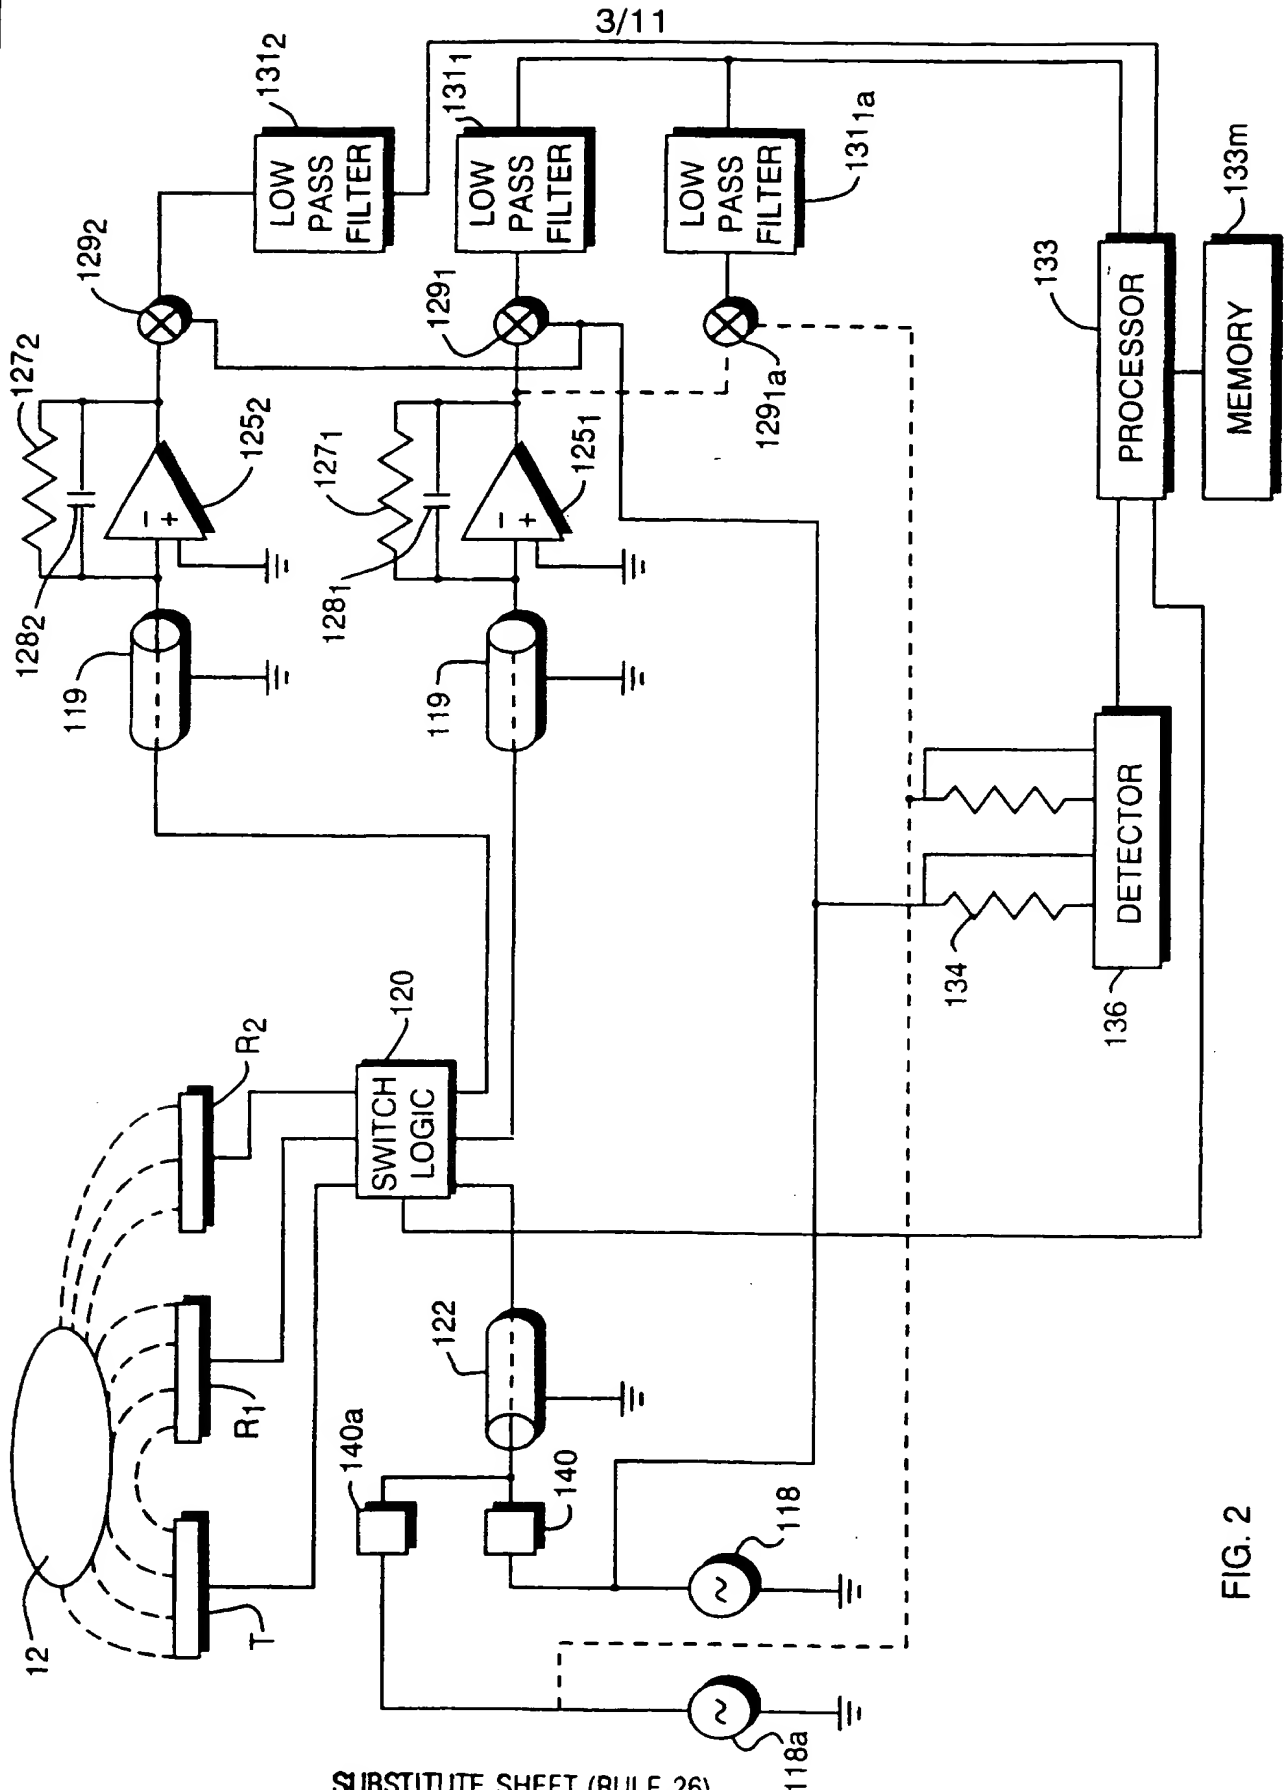 3/11
12
T
R1
R2
SWITCH
LOGIC
120
140a
140
122
118
118a
119
119
1282
1272
1252
1281
1271
1251
1292
1291
1291a
LOW
PASS
FILTER
1312
LOW
PASS
FILTER
1311
LOW
PASS
FILTER
1311a
134
DETECTOR
136
PROCESSOR
133
MEMORY
133m
FIG. 2
SUBSTITUTE SHEET (RULE 26)